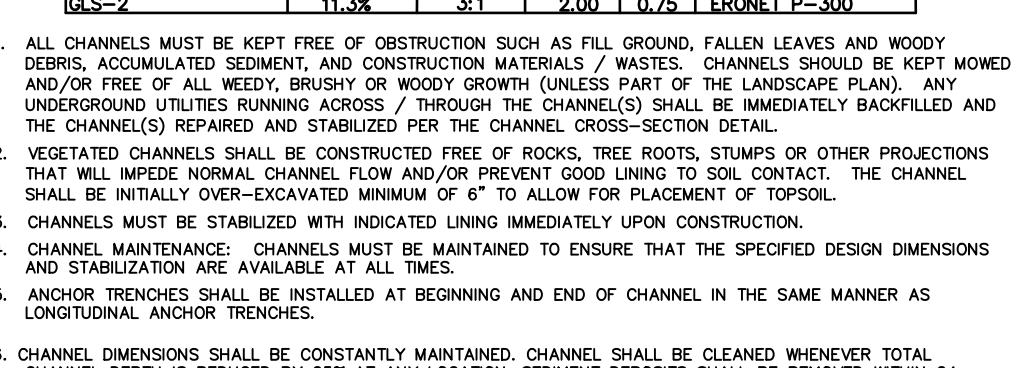 GLS-2 11.3% 3:1 2.00 0.75 ERONET P-300
. ALL CHANNELS MUST BE KEPT FREE OF OBSTRUCTION SUCH AS FILL GROUND, FALLEN LEAVES AND WOODY
DEBRIS, ACCUMULATED SEDIMENT, AND CONSTRUCTION MATERIALS / WASTES. CHANNELS SHOULD BE KEPT MOWED
AND/OR FREE OF ALL WEEDY, BRUSHY OR WOODY GROWTH (UNLESS PART OF THE LANDSCAPE PLAN). ANY
UNDERGROUND UTILITIES RUNNING ACROSS / THROUGH THE CHANNEL(S) SHALL BE IMMEDIATELY BACKFILLED AND
THE CHANNEL(S) REPAIRED AND STABILIZED PER THE CHANNEL CROSS-SECTION DETAIL.
2. VEGETATED CHANNELS SHALL BE CONSTRUCTED FREE OF ROCKS, TREE ROOTS, STUMPS OR OTHER PROJECTIONS
THAT WILL IMPEDE NORMAL CHANNEL FLOW AND/OR PREVENT GOOD LINING TO SOIL CONTACT. THE CHANNEL
SHALL BE INITIALLY OVER-EXCAVATED MINIMUM OF 6" TO ALLOW FOR PLACEMENT OF TOPSOIL.
3. CHANNELS MUST BE STABILIZED WITH INDICATED LINING IMMEDIATELY UPON CONSTRUCTION.
. CHANNEL MAINTENANCE: CHANNELS MUST BE MAINTAINED TO ENSURE THAT THE SPECIFIED DESIGN DIMENSIONS
AND STABILIZATION ARE AVAILABLE AT ALL TIMES.
5. ANCHOR TRENCHES SHALL BE INSTALLED AT BEGINNING AND END OF CHANNEL IN THE SAME MANNER AS
LONGITUDINAL ANCHOR TRENCHES.
6. CHANNEL DIMENSIONS SHALL BE CONSTANTLY MAINTAINED. CHANNEL SHALL BE CLEANED WHENEVER TOTAL